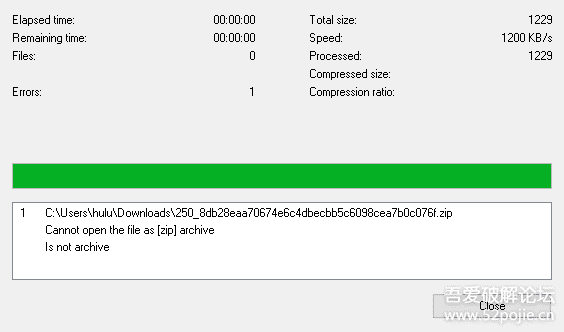 Elapsed time: 00:00:00 Total size: 1229
Remaining time: 00:00:00 Speed: 1200 KB/s
Files: 0 Processed: 1229
Compressed size:
Errors: 1 Compression ratio:
1 C:\Users\hulu\Downloads\250_8db28eaa70674e6c4dbecbb5c6098cea7b0c076f.zip
Cannot open the file as [zip] archive
Is not archive
Close
吾爱破解论坛
www.52pojie.cn